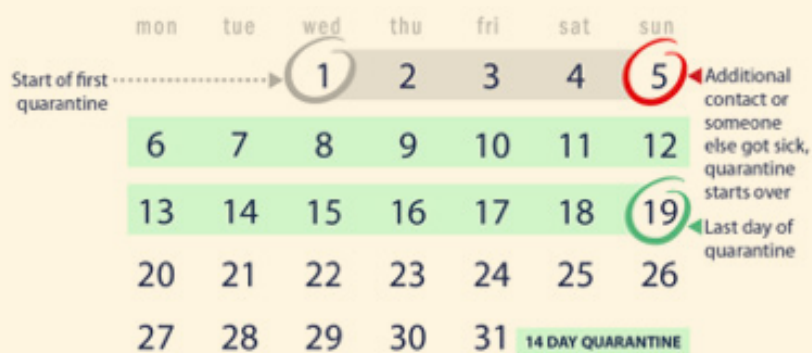 mon tue wed thu fri sat sun
Start of first
quarantine
1 2 3 4 5
Additional
contact or
someone
else got sick,
quarantine
starts over
6 7 8 9 10 11 12
13 14 15 16 17 18 19
Last day of
quarantine
20 21 22 23 24 25 26
27 28 29 30 31 14 DAY QUARANTINE